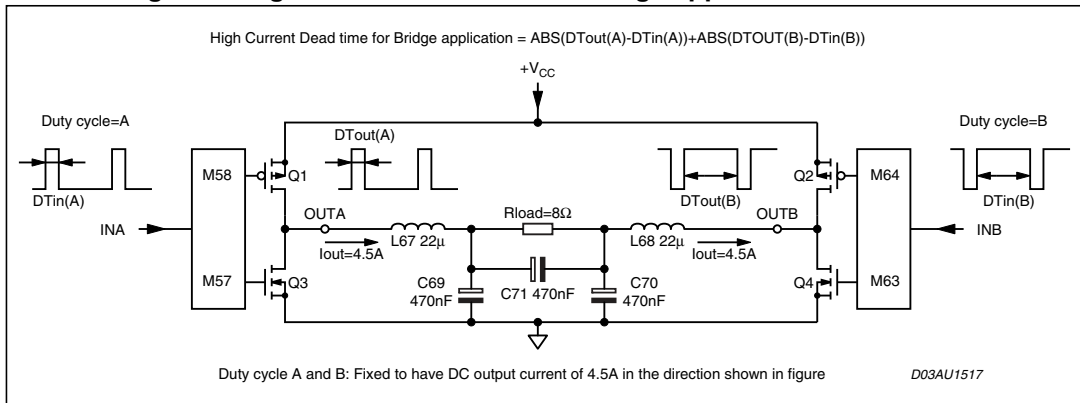 High Current Dead time for Bridge application = ABS(DTout(A)-DTin(A))+ABS(DTOUT(B)-DTin(B))
+VCC
Duty cycle=A
DTout(A)
Duty cycle=B
M58
Q1
Q2
M64
DTin(A)
DTout(B)
DTin(B)
Rload=8Ω
OUTA
OUTB
INA
INB
L67 22μ
L68 22μ
Iout=4.5A
Iout=4.5A
M57
Q3
C69
470nF
C71 470nF
C70
470nF
Q4
M63
Duty cycle A and B: Fixed to have DC output current of 4.5A in the direction shown in figure
D03AU1517